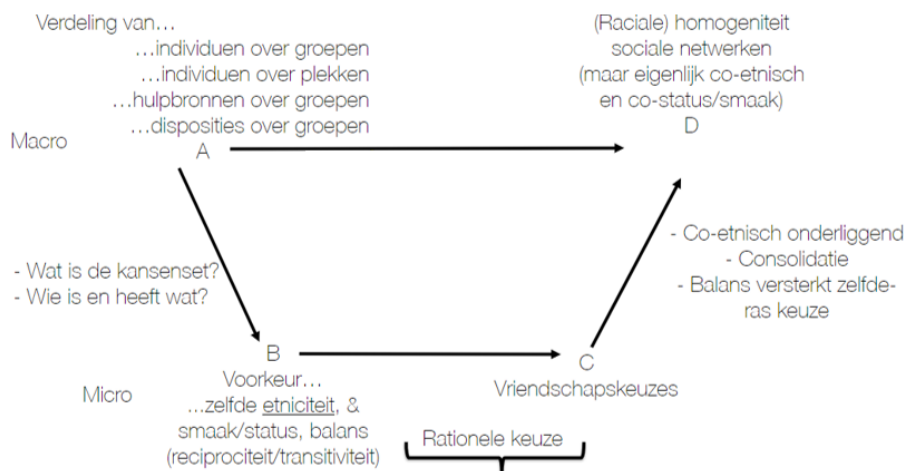 Verdeling van…
…individuen over groepen
…individuen over plekken
…hulpbronnen over groepen
…disposities over groepen
(Raciale) homogeniteit
sociale netwerken
(maar eigenlijk co-etnisch
en co-status/smaak)
Macro
A
D
- Wat is de kansenset?
- Wie is en heeft wat?
- Co-etnisch onderliggend
- Consolidatie
- Balans versterkt zelfde-
ras keuze
B
C
Micro
Voorkeur…
…zelfde etniciteit, &
smaak/status, balans
(reciprociteit/transitiviteit)
Vriendschapskeuzes
Rationele keuze